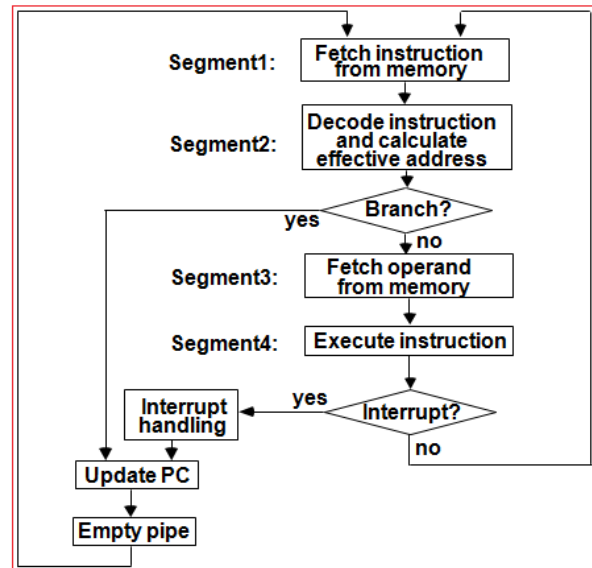 Segment1:
Fetch instruction
from memory
Segment2:
Decode instruction
and calculate
effective address
Branch?
yes
no
Segment3:
Fetch operand
from memory
Segment4:
Execute instruction
Interrupt?
yes
no
Interrupt
handling
Update PC
Empty pipe